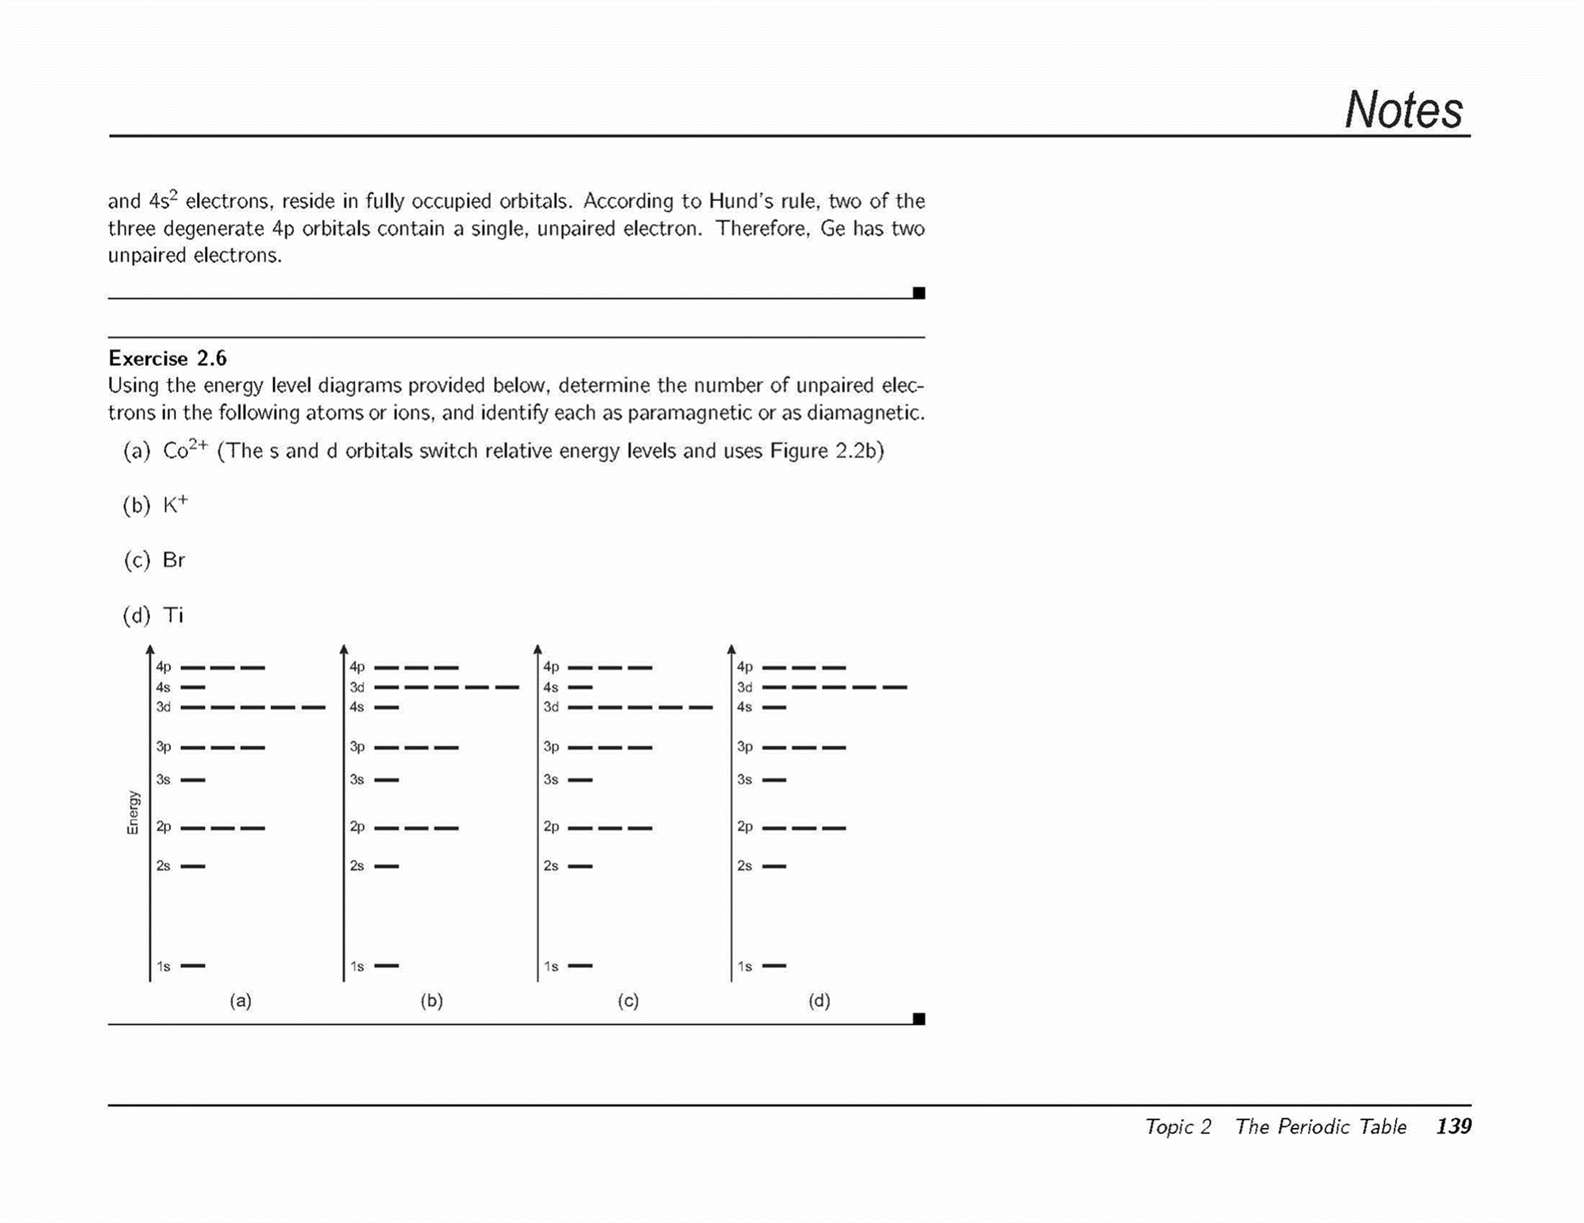 Notes
and 4s² electrons, reside in fully occupied orbitals. According to Hund's rule, two of the
three degenerate 4p orbitals contain a single, unpaired electron. Therefore, Ge has two
unpaired electrons.
Exercise 2.6
Using the energy level diagrams provided below, determine the number of unpaired elec-
trons in the following atoms or ions, and identify each as paramagnetic or as diamagnetic.
(a) Co²⁺ (The s and d orbitals switch relative energy levels and uses Figure 2.2b)
(b) K⁺
(c) Br
(d) Ti
4p 4p 4p 4p
4s 3d 4s 3d
3d 4s 3d 4s
3p 3p 3p 3p
3s 3s 3s 3s
Energy
2p 2p 2p 2p
2s 2s 2s 2s
1s 1s 1s 1s
(a) (b) (c) (d)
Topic 2 The Periodic Table 139